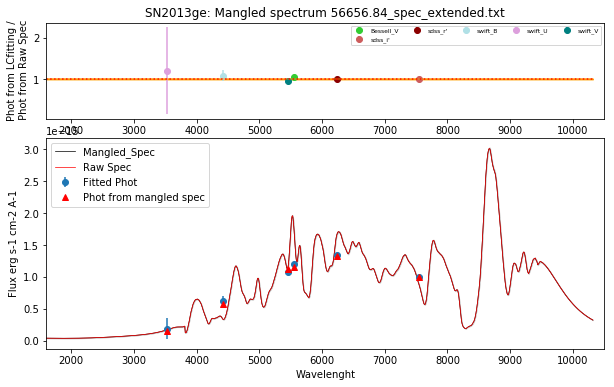 SN2013ge: Mangled spectrum 56656.84_spec_extended.txt
Phot from LCfitting /
Phot from Raw Spec
2
1
Bessell_V
sdss_r'
swift_B
swift_U
swift_V
sdss_i'
2000 3000 4000 5000 6000 7000 8000 9000 10000
Flux erg s-1 cm-2 A-1
3.0
2.5
2.0
1.5
1.0
0.5
0.0
Mangled_Spec
Raw Spec
Fitted Phot
Phot from mangled spec
2000 3000 4000 5000 6000 7000 8000 9000 10000
Wavelenght